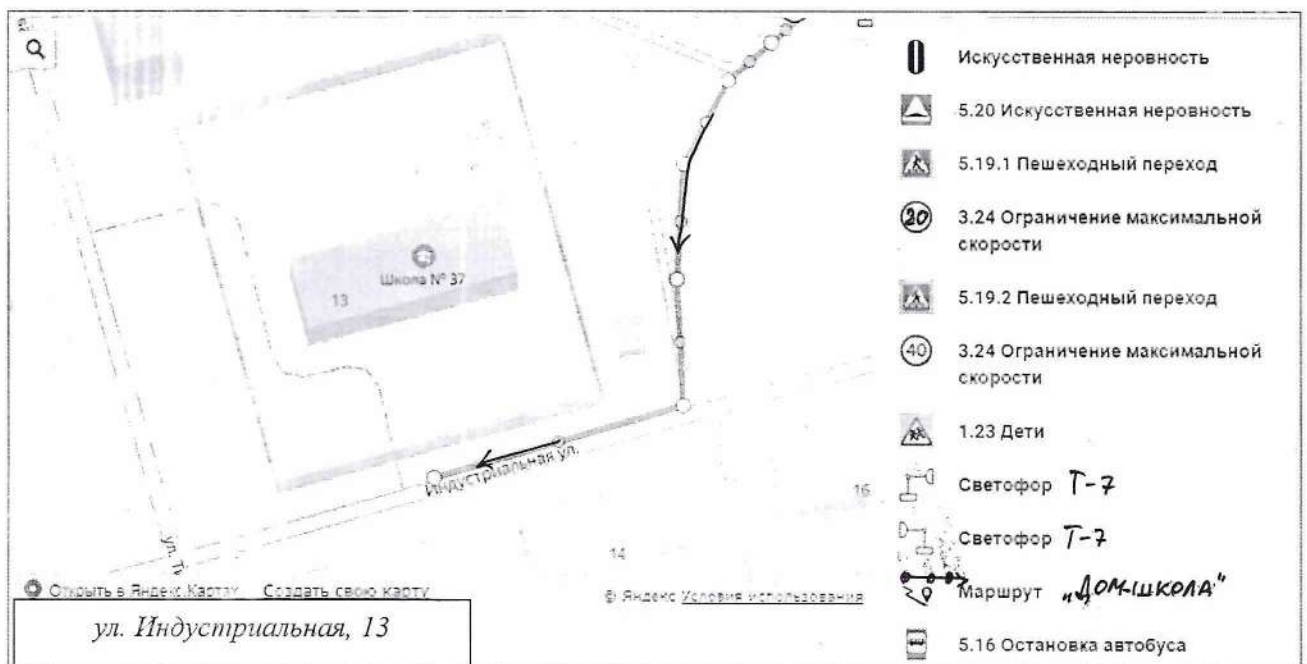 Школа № 37
13
Индустриальная ул.
16
14
Открыть в Яндекс.Картах
Создать свою карту
© Яндекс Условия использования
ул. Индустриальная, 13
Искусственная неровность
5.20 Искусственная неровность
5.19.1 Пешеходный переход
20
3.24 Ограничение максимальной
скорости
5.19.2 Пешеходный переход
40
3.24 Ограничение максимальной
скорости
1.23 Дети
Светофор Т-7
Светофор Т-7
Маршрут „ДОМ-ШКОЛА"
5.16 Остановка автобуса